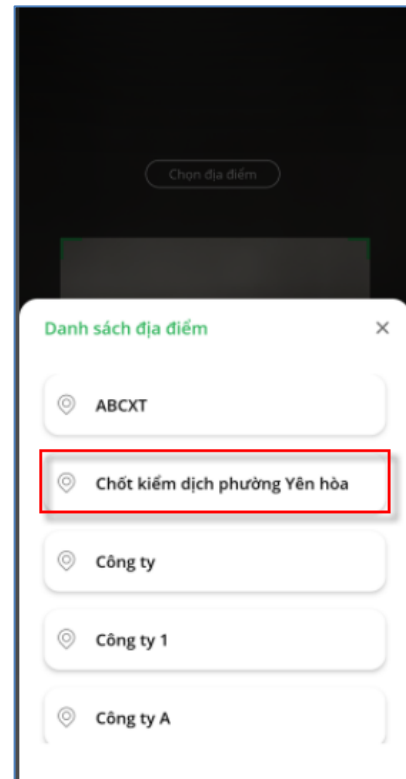 Chọn địa điểm
Danh sách địa điểm
ABCXT
Chốt kiểm dịch phường Yên hòa
Công ty
Công ty 1
Công ty A